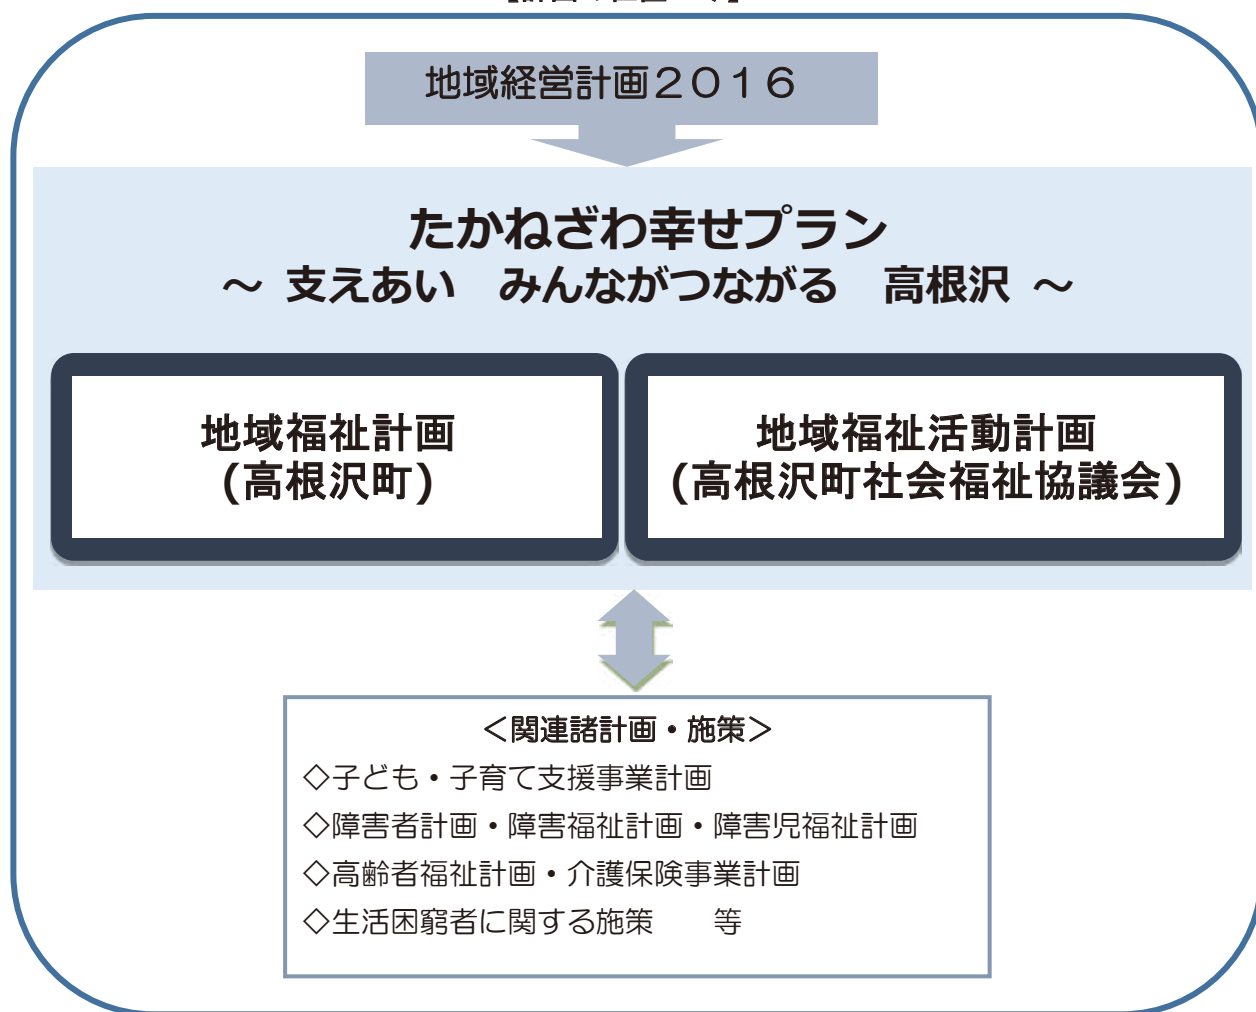 地域経営計画２０１６
たかねざわ幸せプラン
～ 支えあい　みんながつながる　高根沢 ～
地域福祉計画
(高根沢町)
地域福祉活動計画
(高根沢町社会福祉協議会)
＜関連諸計画・施策＞
◇子ども・子育て支援事業計画
◇障害者計画・障害福祉計画・障害児福祉計画
◇高齢者福祉計画・介護保険事業計画
◇生活困窮者に関する施策　　等